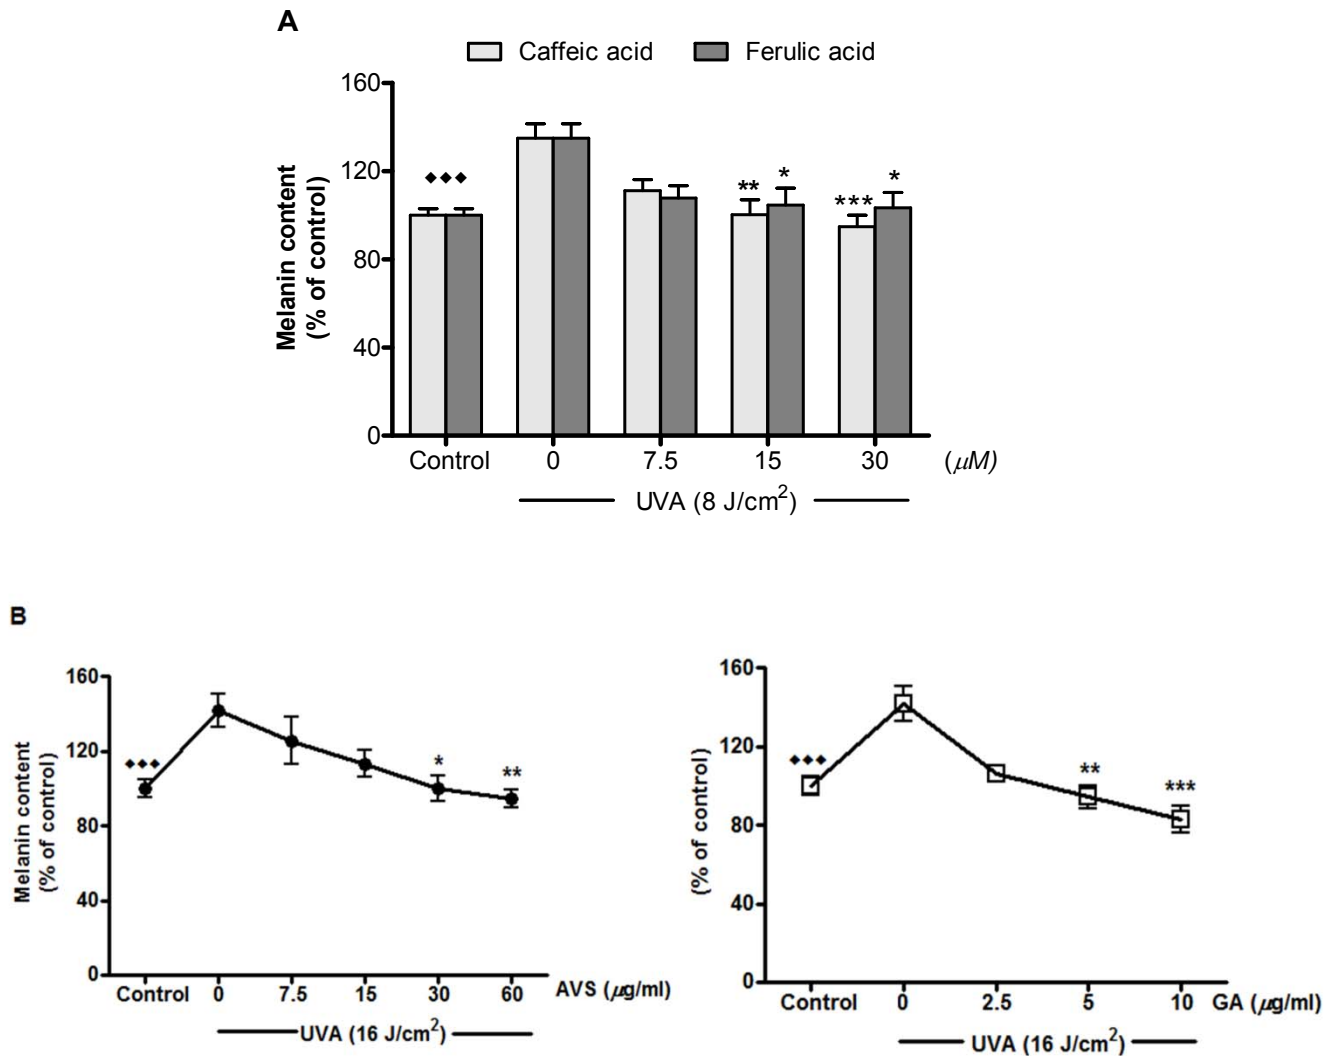 A
Caffeic acid Ferulic acid
Melanin content
(% of control)
160
120
80
40
0
♦♦♦
** *
*** *
Control 0 7.5 15 30 (μM)
UVA (8 J/cm²)
B
Melanin content
(% of control)
160
120
80
40
0
♦♦♦
*
**
Control 0 7.5 15 30 60 AVS (μg/ml)
UVA (16 J/cm²)
(% of control)
160
120
80
40
0
♦♦♦
**
***
Control 0 2.5 5 10 GA (μg/ml)
UVA (16 J/cm²)